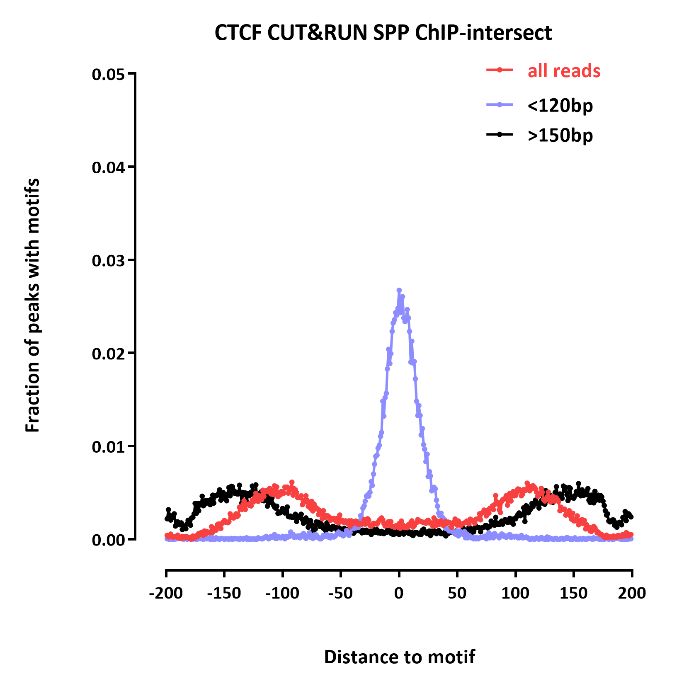 CTCF CUT&RUN SPP ChIP-intersect
all reads
<120bp
>150bp
Fraction of peaks with motifs
0.05
0.04
0.03
0.02
0.01
0.00
-200 -150 -100 -50 0 50 100 150 200
Distance to motif